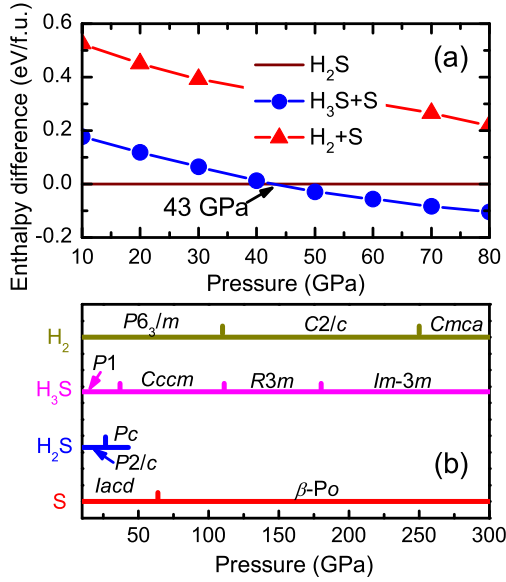 Enthalpy difference (eV/f.u.)
0.6
0.4
0.2
0.0
-0.2
(a)
H₂S
H₃S+S
H₂+S
43 GPa
10 20 30 40 50 60 70 80
Pressure (GPa)
H₂
P6₃/m
C2/c
Cmca
H₃S
P1
Cccm
R3m
Im-3m
H₂S
Pc
P2/c
(b)
S
Iacd
β-Po
50 100 150 200 250 300
Pressure (GPa)